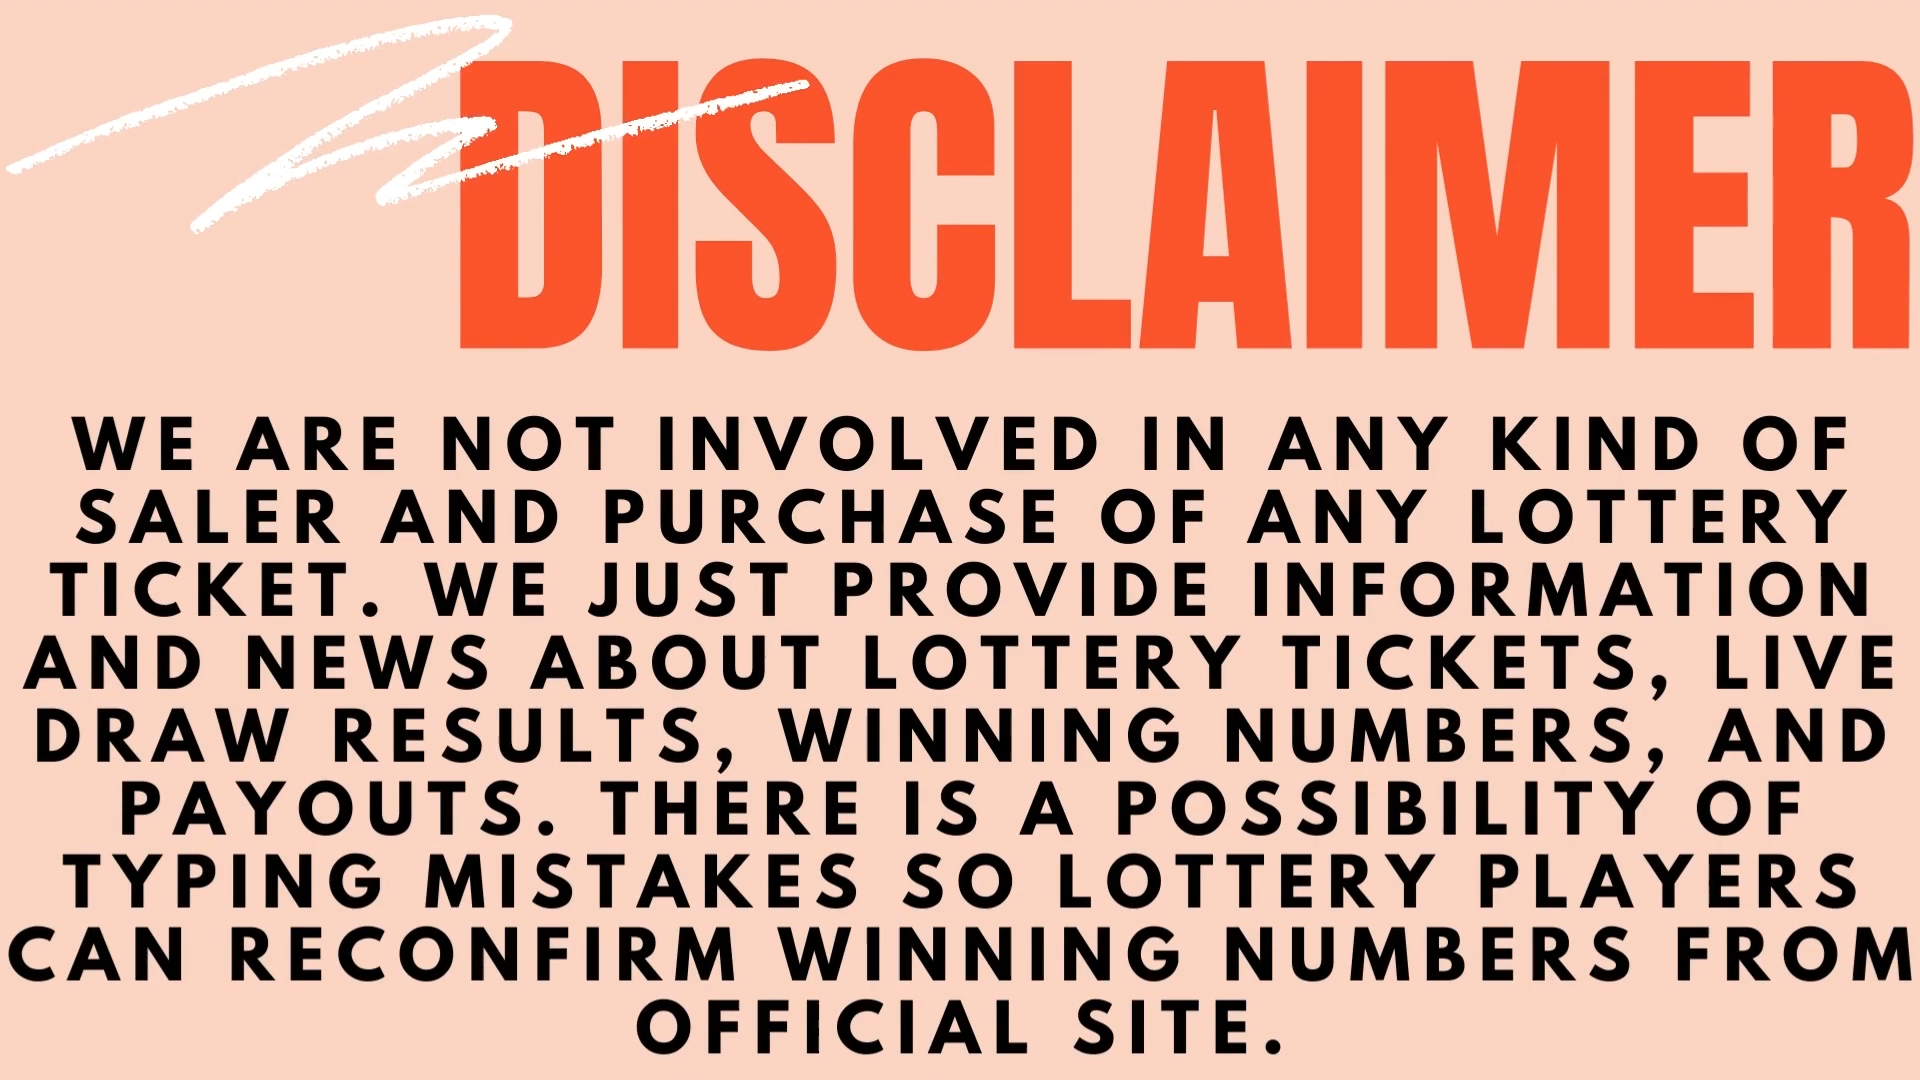 DISCLAIMER
WE ARE NOT INVOLVED IN ANY KIND OF
SALER AND PURCHASE OF ANY LOTTERY
TICKET. WE JUST PROVIDE INFORMATION
AND NEWS ABOUT LOTTERY TICKETS, LIVE
DRAW RESULTS, WINNING NUMBERS, AND
PAYOUTS. THERE IS A POSSIBILITY OF
TYPING MISTAKES SO LOTTERY PLAYERS
CAN RECONFIRM WINNING NUMBERS FROM
OFFICIAL SITE.